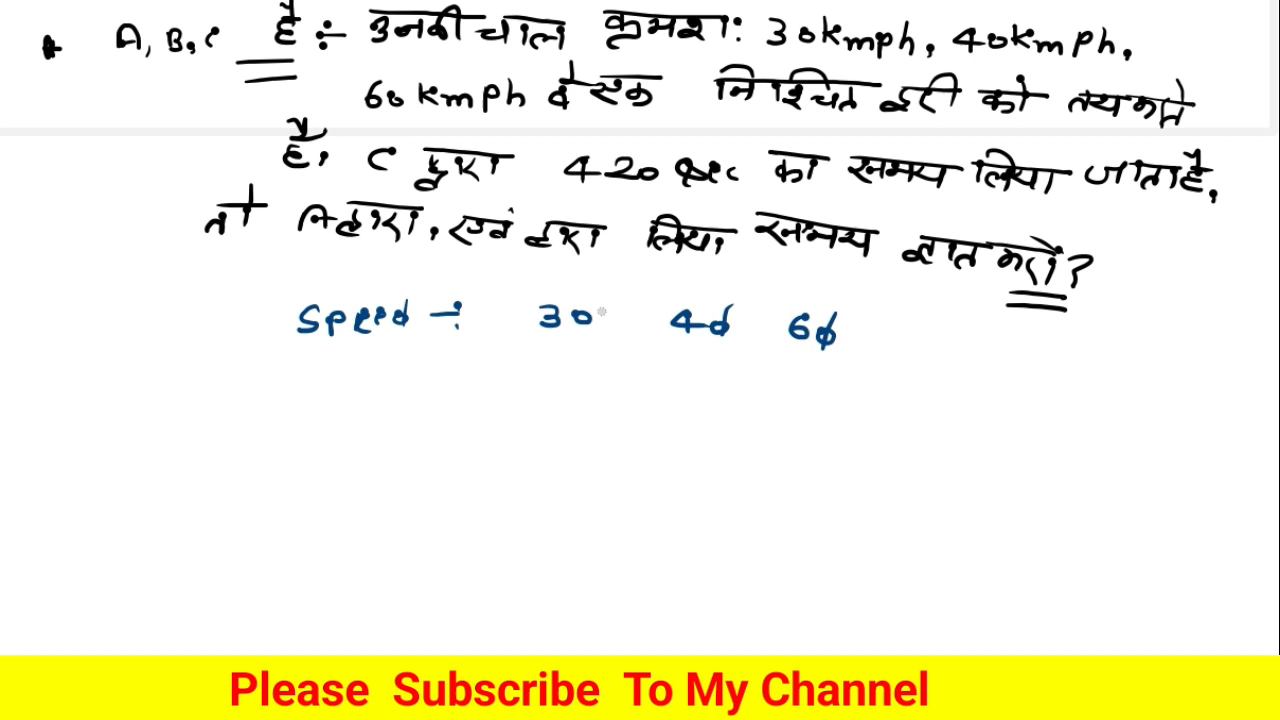 * A, B, C हैं :- उनकी चाल क्रमशः 30kmph, 40kmph,
60kmph वे एक निश्चित दूरी को तय करते
हैं। C द्वारा 420 sec का समय लिया जाता है,
तो A द्वारा, एवं B द्वारा लिया समय ज्ञात करो?
Speed -: 30 40 60
Please Subscribe To My Channel